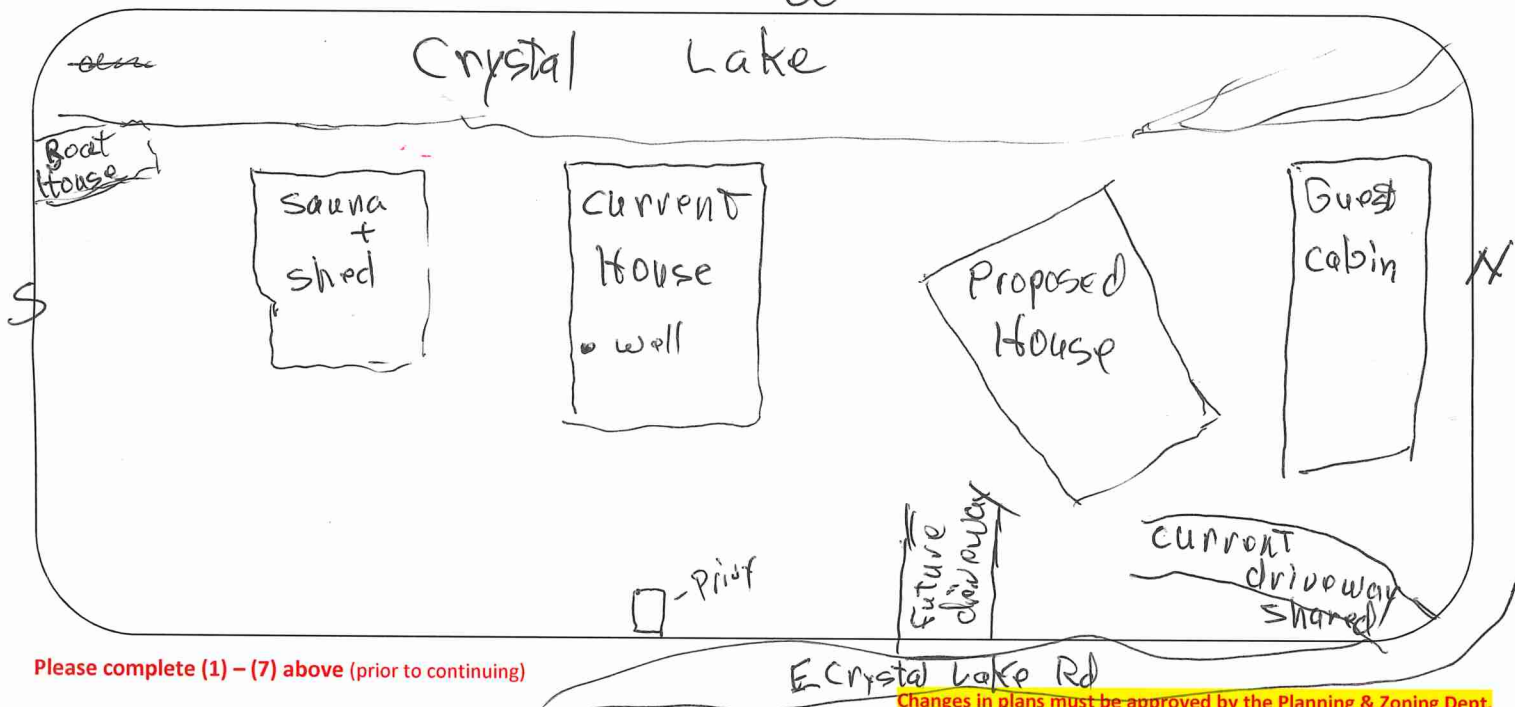 Crystal Lake
Boat
House
Sauna
+
shed
current
House
• well
Proposed
House
Guest
cabin
S
N
Future
driveway
current
driveway
shared
E Crystal Lake Rd
Please complete (1) – (7) above (prior to continuing)
Changes in plans must be approved by the Planning & Zoning Dept.